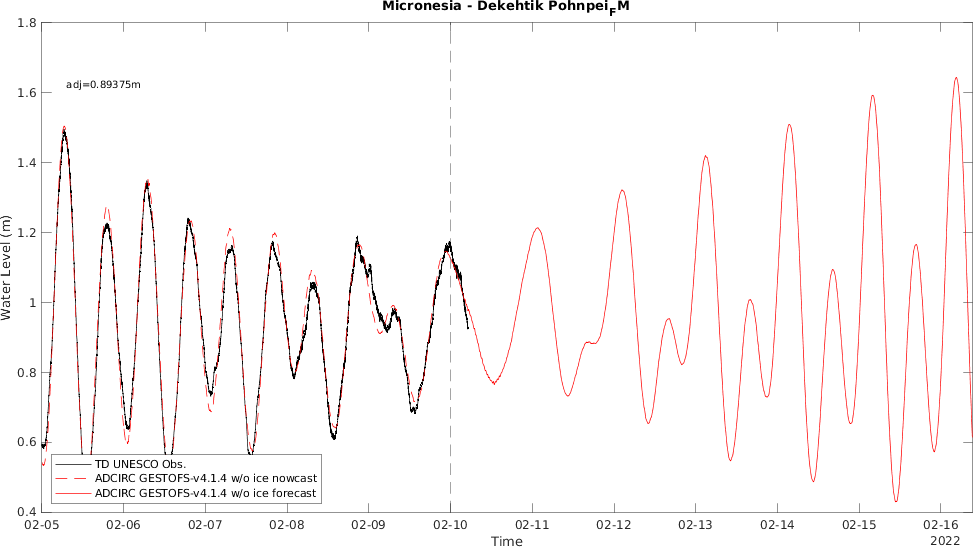 Micronesia - Dekehtik Pohnpei_FM
adj=0.89375m
Water Level (m)
1.8
1.6
1.4
1.2
1
0.8
0.6
0.4
TD UNESCO Obs.
ADCIRC GESTOFS-v4.1.4 w/o ice nowcast
ADCIRC GESTOFS-v4.1.4 w/o ice forecast
02-05 02-06 02-07 02-08 02-09 02-10 02-11 02-12 02-13 02-14 02-15 02-16
Time
2022